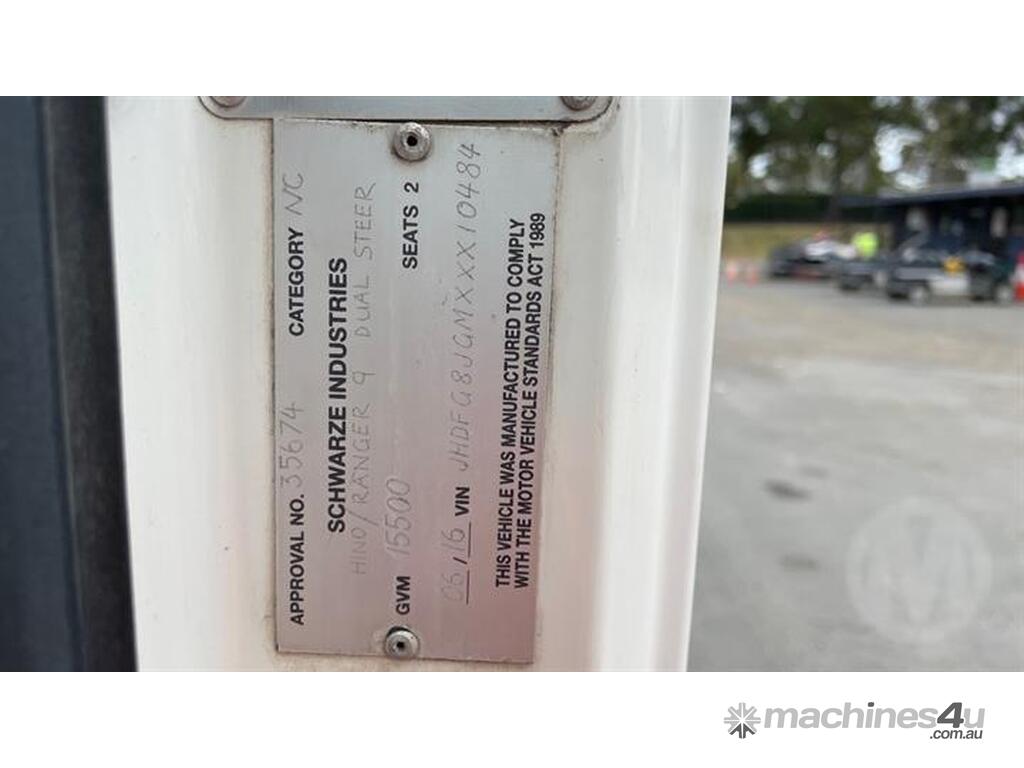 APPROVAL NO. 35674 CATEGORY NC
SCHWARZE INDUSTRIES
HINO/RANGER 9 DUAL STEER
GVM 15500 SEATS 2
06/16 VIN JHDFG8JGMXXX10484
THIS VEHICLE WAS MANUFACTURED TO COMPLY
WITH THE MOTOR VEHICLE STANDARDS ACT 1989
machines4u
.com.au